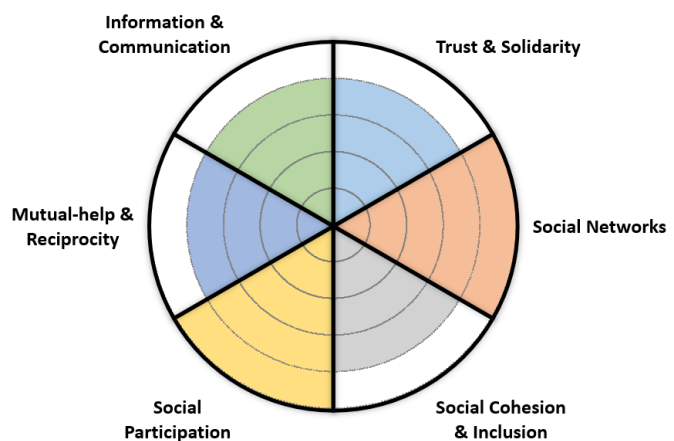 Information &
Communication
Trust & Solidarity
Mutual-help &
Reciprocity
Social Networks
Social
Participation
Social Cohesion
& Inclusion